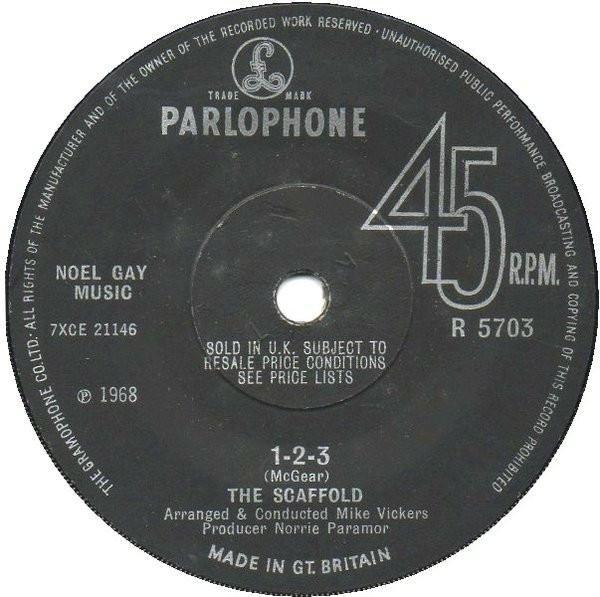 THE GRAMOPHONE CO. LTD. ALL RIGHTS OF THE MANUFACTURER AND OF THE OWNER OF THE RECORDED WORK RESERVED · UNAUTHORISED PUBLIC PERFORMANCE BROADCASTING AND COPYING OF THIS RECORD PROHIBITED
£
TRADE MARK
PARLOPHONE
45 R.P.M.
NOEL GAY
MUSIC
7XCE 21146
R 5703
SOLD IN U.K. SUBJECT TO
RESALE PRICE CONDITIONS
SEE PRICE LISTS
℗ 1968
1-2-3
(McGear)
THE SCAFFOLD
Arranged & Conducted Mike Vickers
Producer Norrie Paramor
MADE IN GT. BRITAIN